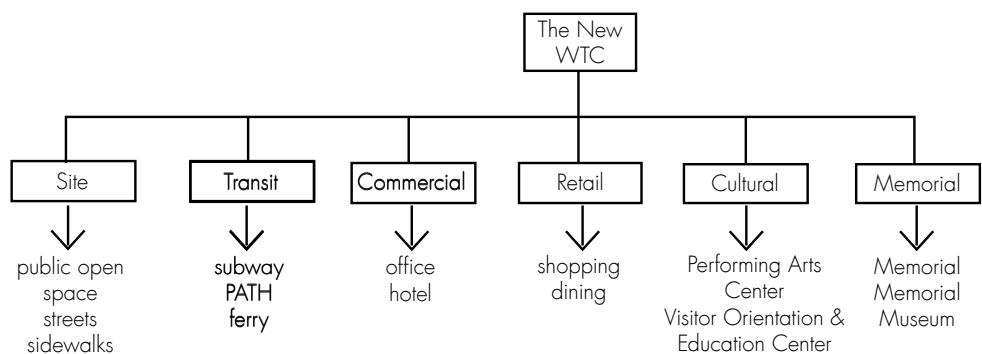 The New
WTC
Site
Transit
Commercial
Retail
Cultural
Memorial
public open
space
streets
sidewalks
subway
PATH
ferry
office
hotel
shopping
dining
Performing Arts
Center
Visitor Orientation &
Education Center
Memorial
Memorial
Museum